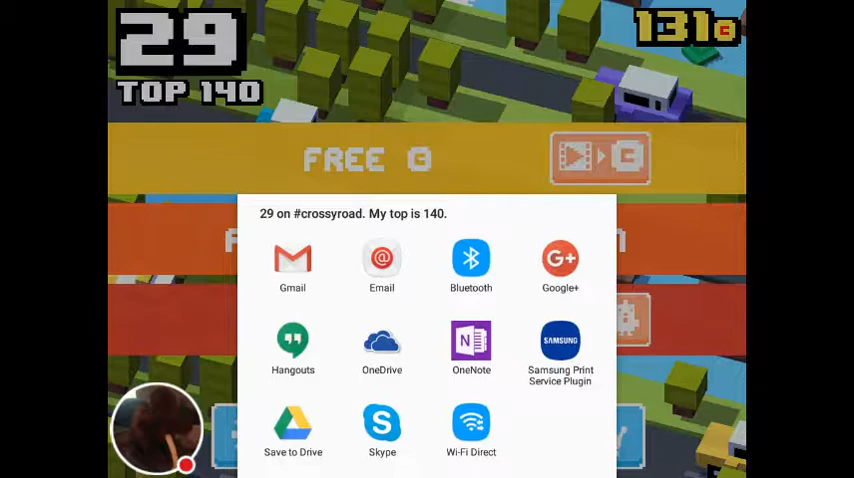 29
TOP 140
131 C
FREE C
29 on #crossyroad. My top is 140.
Gmail
Email
Bluetooth
Google+
Hangouts
OneDrive
OneNote
Samsung Print
Service Plugin
Save to Drive
Skype
Wi-Fi Direct